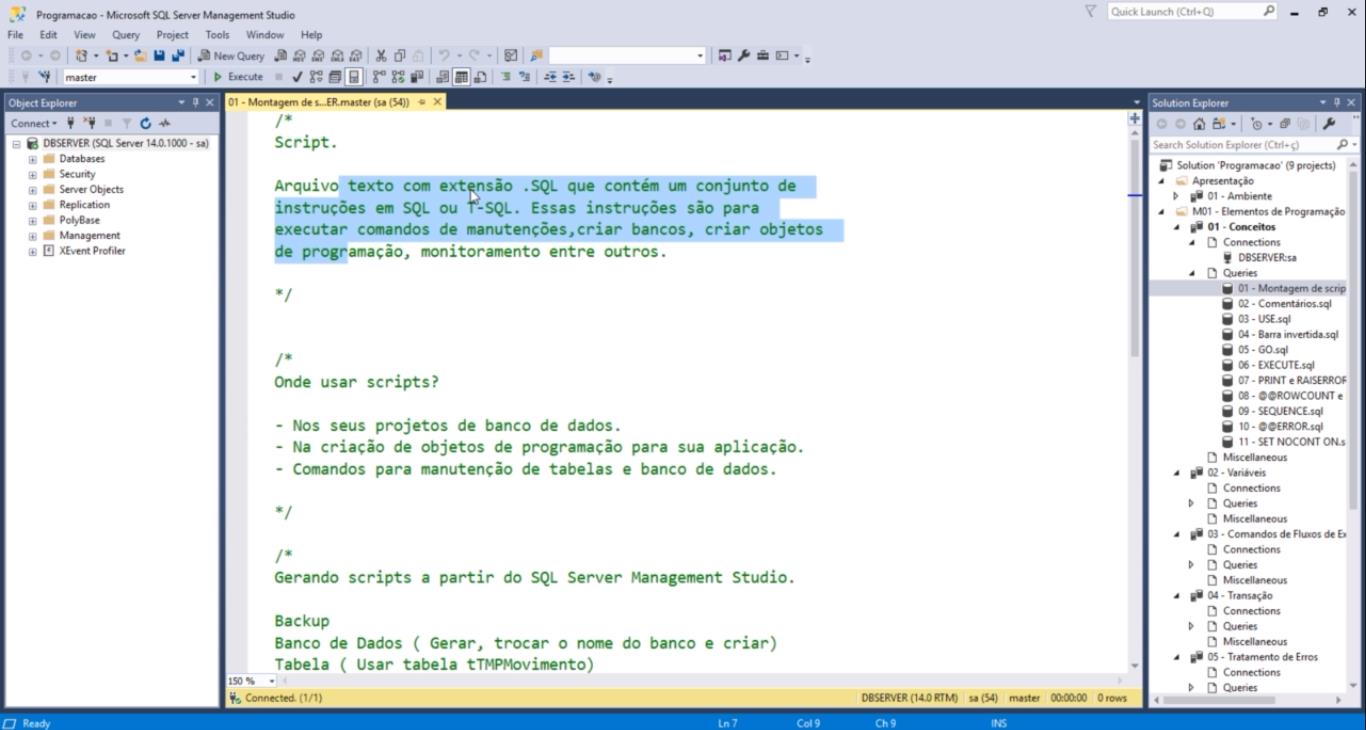 Programacao - Microsoft SQL Server Management Studio
Quick Launch (Ctrl+Q)
File Edit View Query Project Tools Window Help
New Query
master
Execute
Object Explorer
Connect
DBSERVER (SQL Server 14.0.1000 - sa)
Databases
Security
Server Objects
Replication
PolyBase
Management
XEvent Profiler
01 - Montagem de s...ER.master (sa (54))
/*
Script.
Arquivo texto com extensão .SQL que contém um conjunto de
instruções em SQL ou T-SQL. Essas instruções são para
executar comandos de manutenções,criar bancos, criar objetos
de programação, monitoramento entre outros.
*/
/*
Onde usar scripts?
- Nos seus projetos de banco de dados.
- Na criação de objetos de programação para sua aplicação.
- Comandos para manutenção de tabelas e banco de dados.
*/
/*
Gerando scripts a partir do SQL Server Management Studio.
Backup
Banco de Dados ( Gerar, trocar o nome do banco e criar)
Tabela ( Usar tabela tTMPMovimento)
150 %
Connected. (1/1)
DBSERVER (14.0 RTM) sa (54) master 00:00:00 0 rows
Solution Explorer
Search Solution Explorer (Ctrl+ç)
Solution 'Programacao' (9 projects)
Apresentação
01 - Ambiente
M01 - Elementos de Programação
01 - Conceitos
Connections
DBSERVER:sa
Queries
01 - Montagem de scrip
02 - Comentários.sql
03 - USE.sql
04 - Barra invertida.sql
05 - GO.sql
06 - EXECUTE.sql
07 - PRINT e RAISERROR
08 - @@ROWCOUNT e
09 - SEQUENCE.sql
10 - @@ERROR.sql
11 - SET NOCONT ON.s
Miscellaneous
02 - Variáveis
Connections
Queries
Miscellaneous
03 - Comandos de Fluxos de Ex
Connections
Queries
Miscellaneous
04 - Transação
Connections
Queries
Miscellaneous
05 - Tratamento de Erros
Connections
Queries
Ready
Ln 7 Col 9 Ch 9 INS